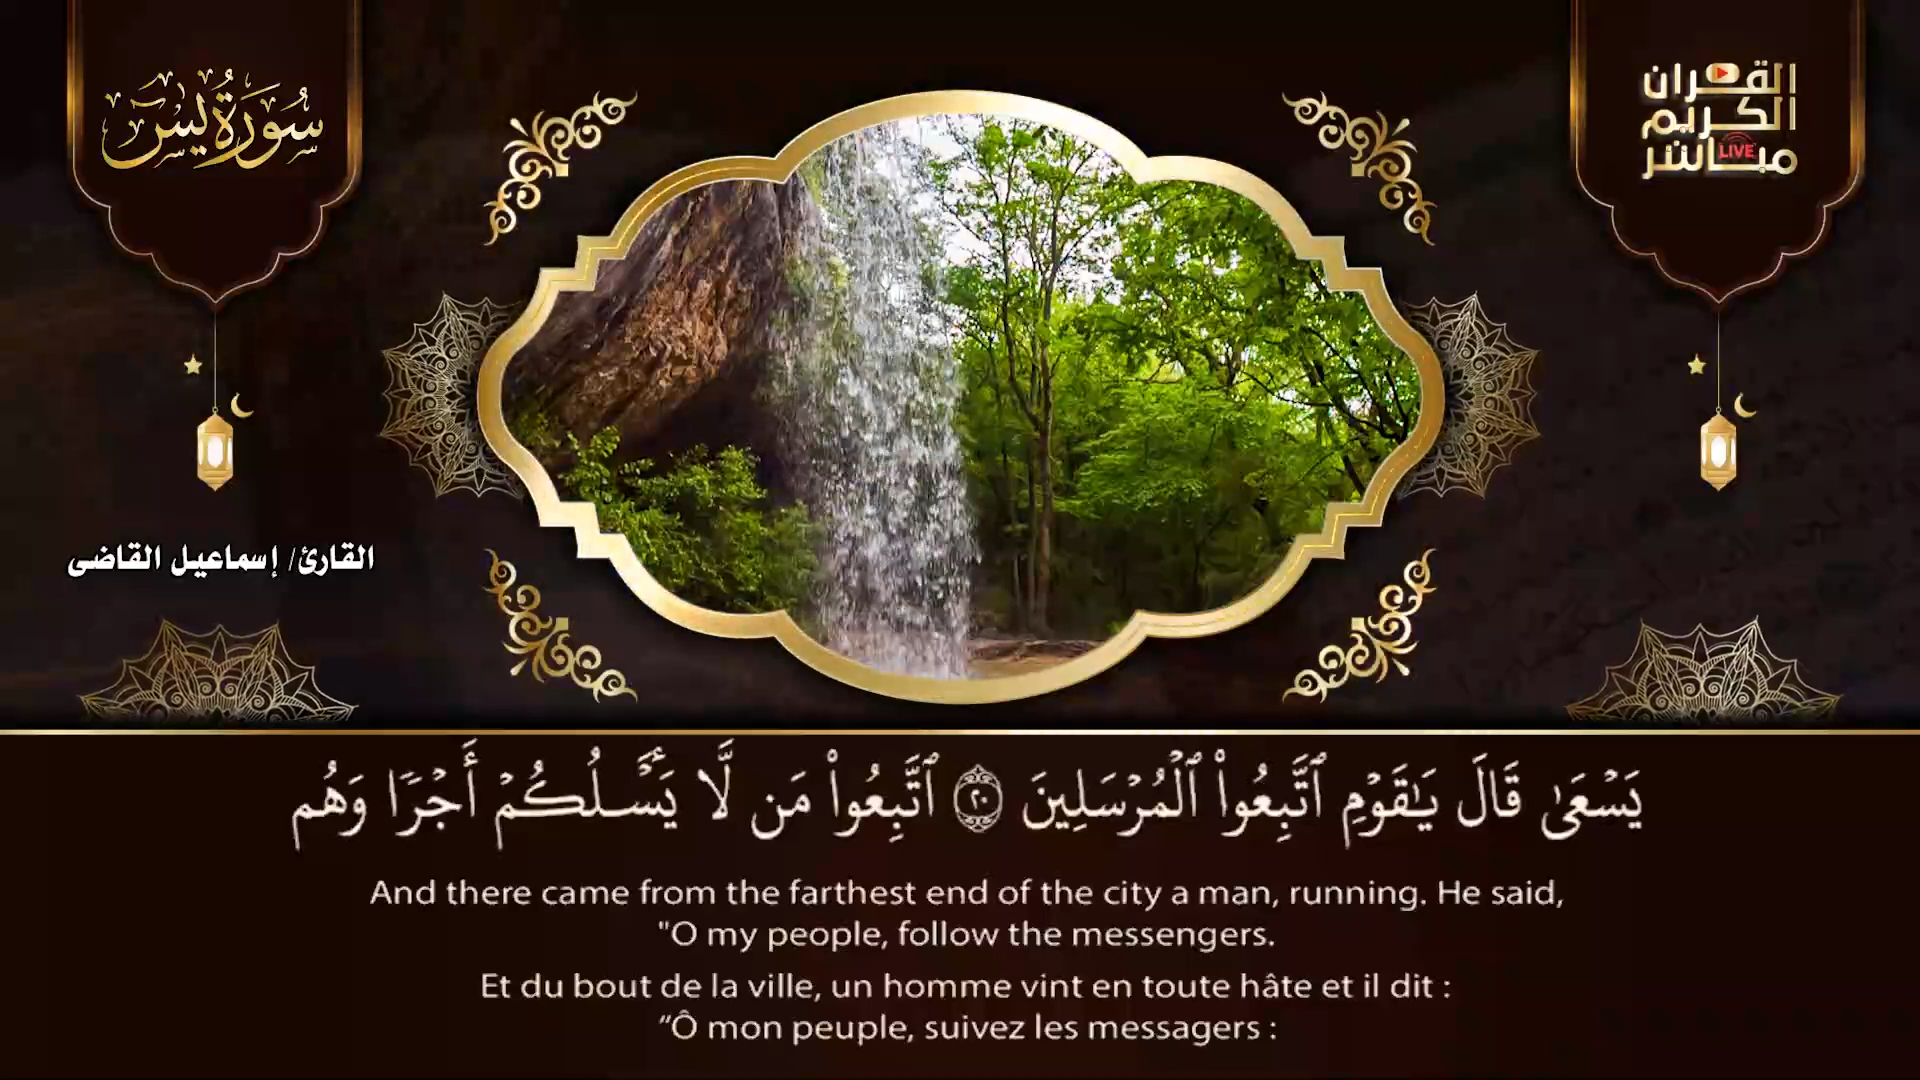 سُورَةُ يسٓ
القرآن
الكريم
مباشر
LIVE
القارئ/ إسماعيل القاضى
يَسْعَىٰ قَالَ يَـٰقَوْمِ ٱتَّبِعُوا۟ ٱلْمُرْسَلِينَ ٢٠ ٱتَّبِعُوا۟ مَن لَّا يَسْـَٔلُكُمْ أَجْرًا وَهُم
And there came from the farthest end of the city a man, running. He said,
"O my people, follow the messengers.
Et du bout de la ville, un homme vint en toute hâte et il dit :
“Ô mon peuple, suivez les messagers :